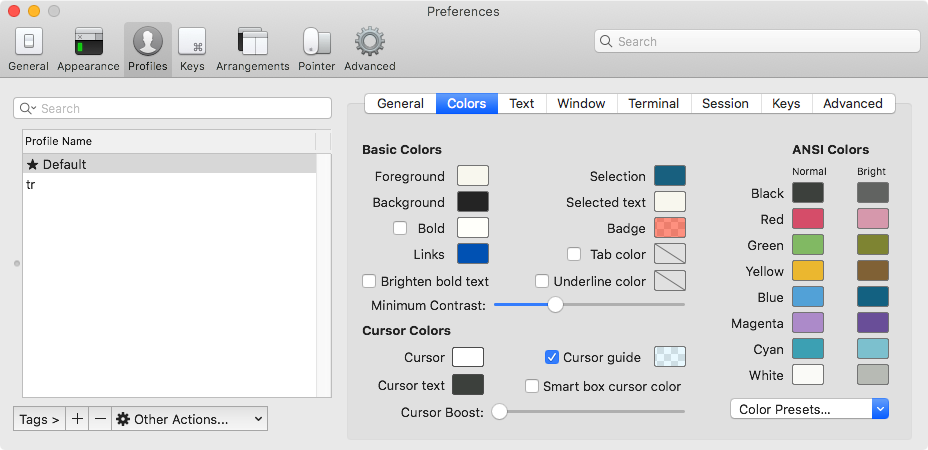 Preferences
General Appearance Profiles Keys Arrangements Pointer Advanced
Search
Search
Profile Name
★ Default
tr
Tags > + − Other Actions...
General Colors Text Window Terminal Session Keys Advanced
Basic Colors
Foreground
Background
Bold
Links
Brighten bold text
Selection
Selected text
Badge
Tab color
Underline color
Minimum Contrast:
Cursor Colors
Cursor
Cursor text
Cursor guide
Smart box cursor color
Cursor Boost:
ANSI Colors
Normal Bright
Black
Red
Green
Yellow
Blue
Magenta
Cyan
White
Color Presets...